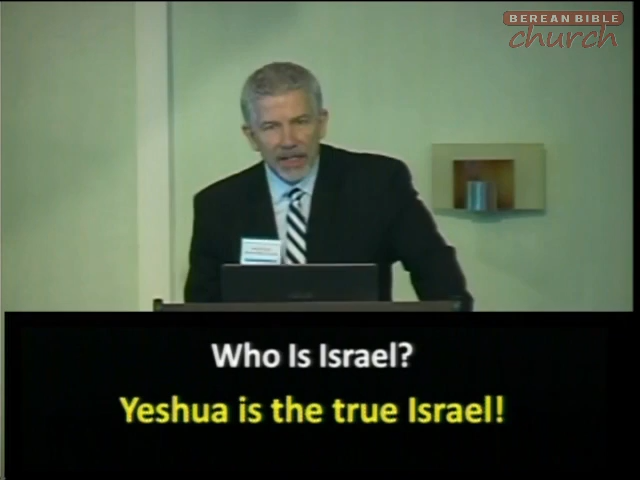 BEREAN BIBLE
church
Who Is Israel?
Yeshua is the true Israel!